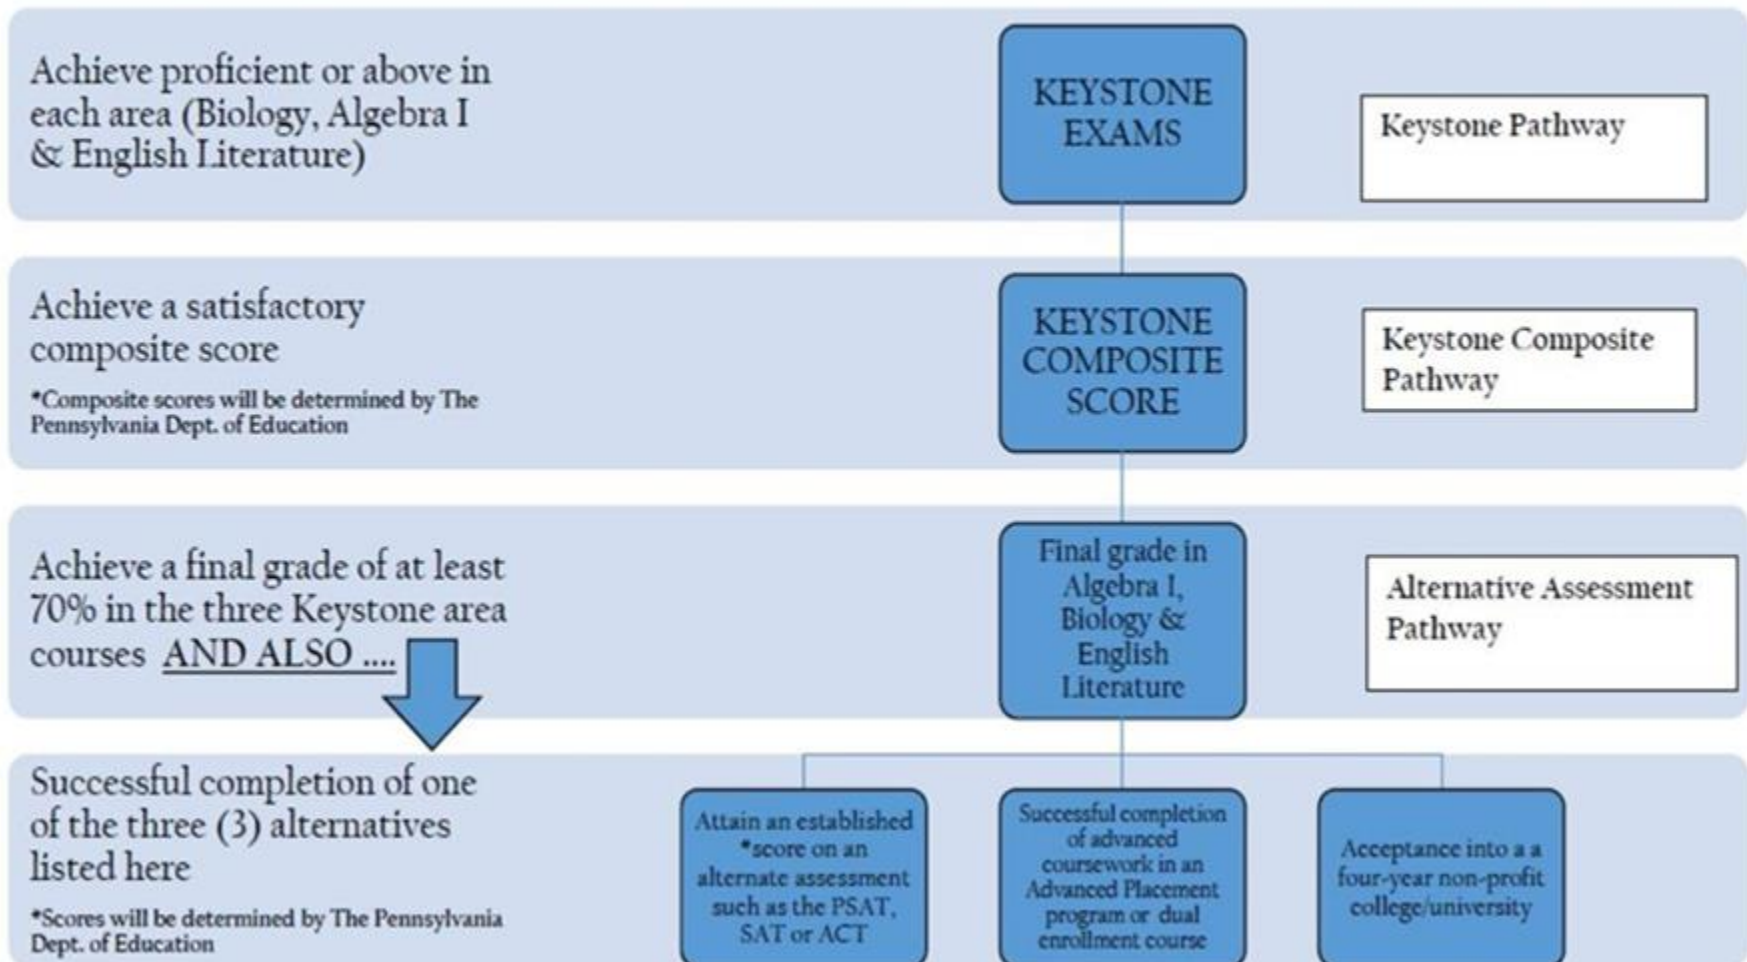 Achieve proficient or above in
each area (Biology, Algebra I
& English Literature)
KEYSTONE
EXAMS
Keystone Pathway
Achieve a satisfactory
composite score
*Composite scores will be determined by The
Pennsylvania Dept. of Education
KEYSTONE
COMPOSITE
SCORE
Keystone Composite
Pathway
Achieve a final grade of at least
70% in the three Keystone area
courses AND ALSO ....
Final grade in
Algebra I,
Biology &
English
Literature
Alternative Assessment
Pathway
Successful completion of one
of the three (3) alternatives
listed here
*Scores will be determined by The Pennsylvania
Dept. of Education
Attain an established
*score on an
alternate assessment
such as the PSAT,
SAT or ACT
Successful completion
of advanced
coursework in an
Advanced Placement
program or dual
enrollment course
Acceptance into a a
four-year non-profit
college/university